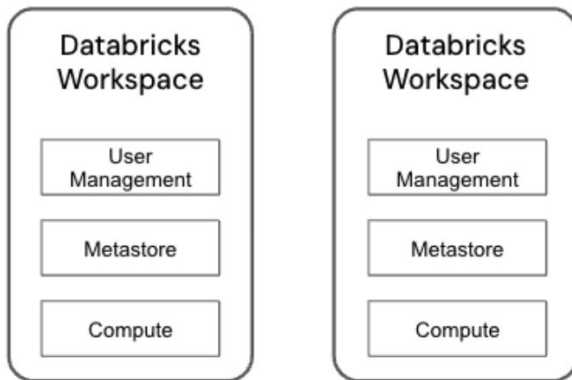 Databricks
Workspace
User
Management
Metastore
Compute
Databricks
Workspace
User
Management
Metastore
Compute